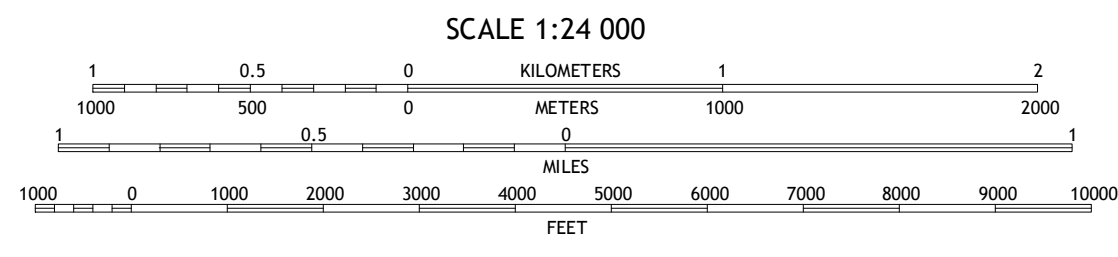 SCALE 1:24 000
1 0.5 0 KILOMETERS 1 2
1000 500 0 METERS 1000 2000
1 0.5 0 1
MILES
1000 0 1000 2000 3000 4000 5000 6000 7000 8000 9000 10000
FEET